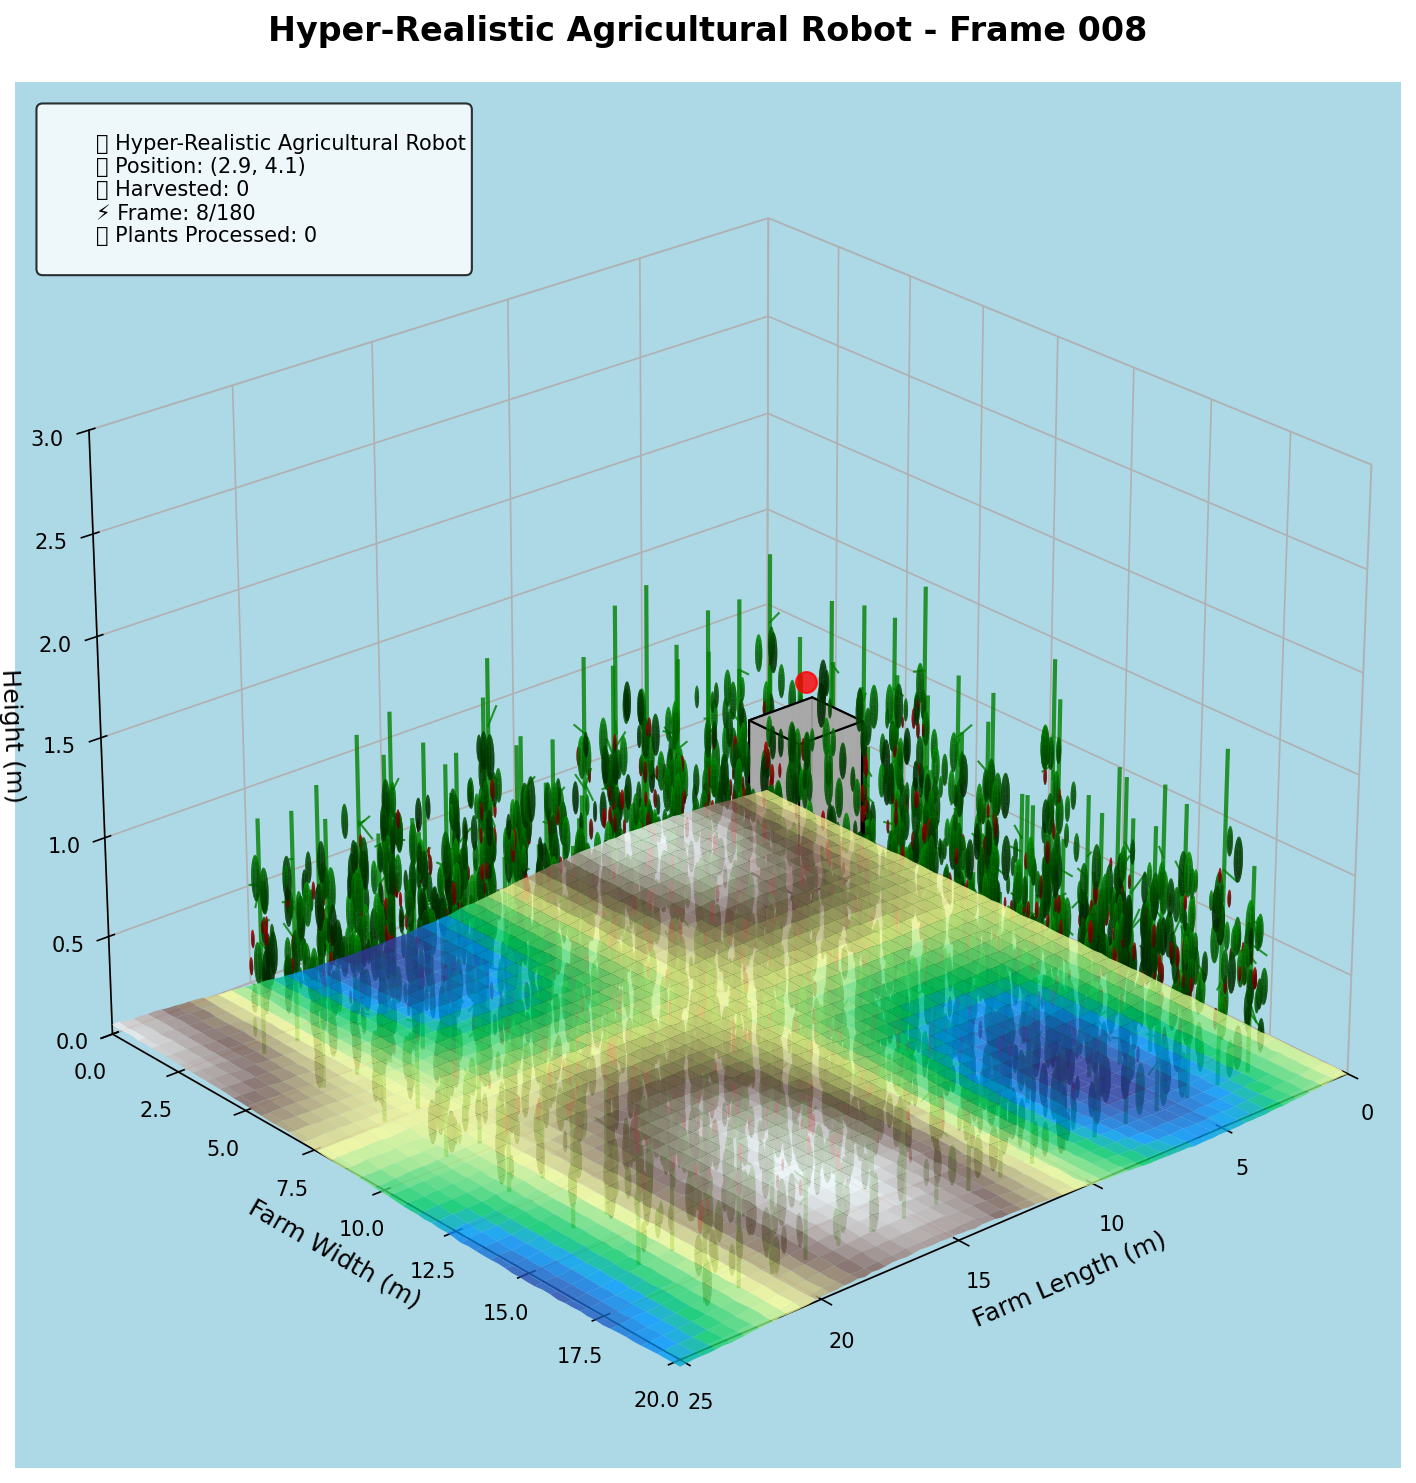 Hyper-Realistic Agricultural Robot - Frame 008
Hyper-Realistic Agricultural Robot
Position: (2.9, 4.1)
Harvested: 0
⚡ Frame: 8/180
Plants Processed: 0
3.0
2.5
2.0
1.5
1.0
0.5
0.0
Height (m)
0.0
2.5
5.0
7.5
10.0
12.5
15.0
17.5
20.0
Farm Width (m)
0
5
10
15
20
25
Farm Length (m)